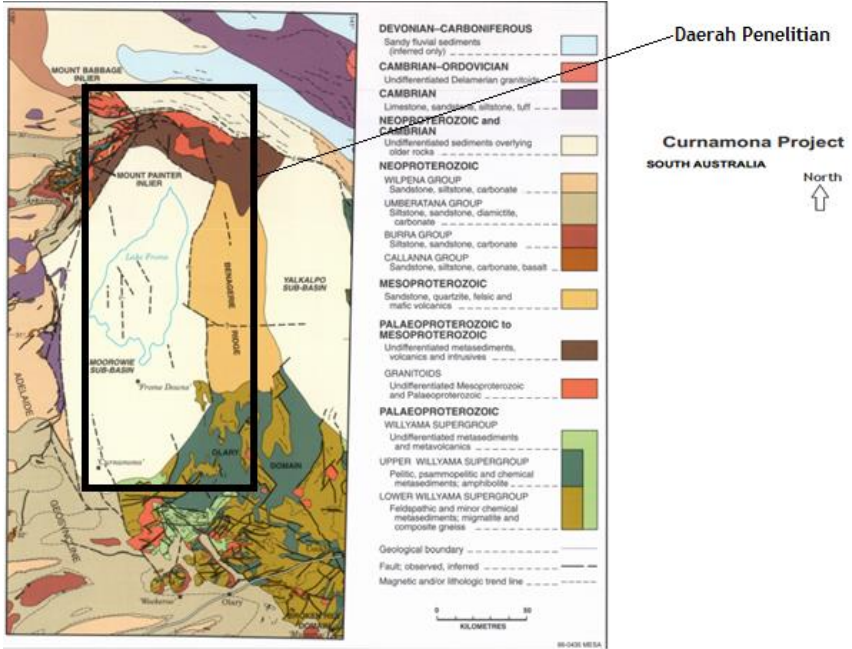 Daerah Penelitian
Curnamona Project
SOUTH AUSTRALIA
North
MOUNT BABBAGE
INLIER
MOUNT PAINTER
INLIER
Lake Frome
BENAGERIE
RIDGE
YALKALPO
SUB-BASIN
MOOROWIE
SUB-BASIN
'Frome Downs'
ADELAIDE
GEOSYNCLINE
'Curnamona'
OLARY
DOMAIN
Olary
BROKEN HILL
DOMAIN
DEVONIAN–CARBONIFEROUS
Sandy fluvial sediments
(inferred only)
CAMBRIAN–ORDOVICIAN
Undifferentiated Delamerian granitoids
CAMBRIAN
Limestone, sandstone, siltstone, tuff
NEOPROTEROZOIC and
CAMBRIAN
Undifferentiated sediments overlying
older rocks
NEOPROTEROZOIC
WILPENA GROUP
Sandstone, siltstone, carbonate
UMBERATANA GROUP
Siltstone, sandstone, diamictite,
carbonate
BURRA GROUP
Siltstone, sandstone, carbonate
CALLANNA GROUP
Sandstone, siltstone, carbonate, basalt
MESOPROTEROZOIC
Sandstone, quartzite, felsic and
mafic volcanics
PALAEOPROTEROZOIC to
MESOPROTEROZOIC
Undifferentiated metasediments,
volcanics and intrusives
GRANITOIDS
Undifferentiated Mesoproterozoic
and Palaeoproterozoic
PALAEOPROTEROZOIC
WILLYAMA SUPERGROUP
Undifferentiated metasediments
and metavolcanics
UPPER WILLYAMA SUPERGROUP
Pelitic, psammopelitic and chemical
metasediments; amphibolite
LOWER WILLYAMA SUPERGROUP
Feldspathic and minor chemical
metasediments; migmatite and
composite gneiss
Geological boundary
Fault; observed, inferred
Magnetic and/or lithologic trend line
0 50
KILOMETRES